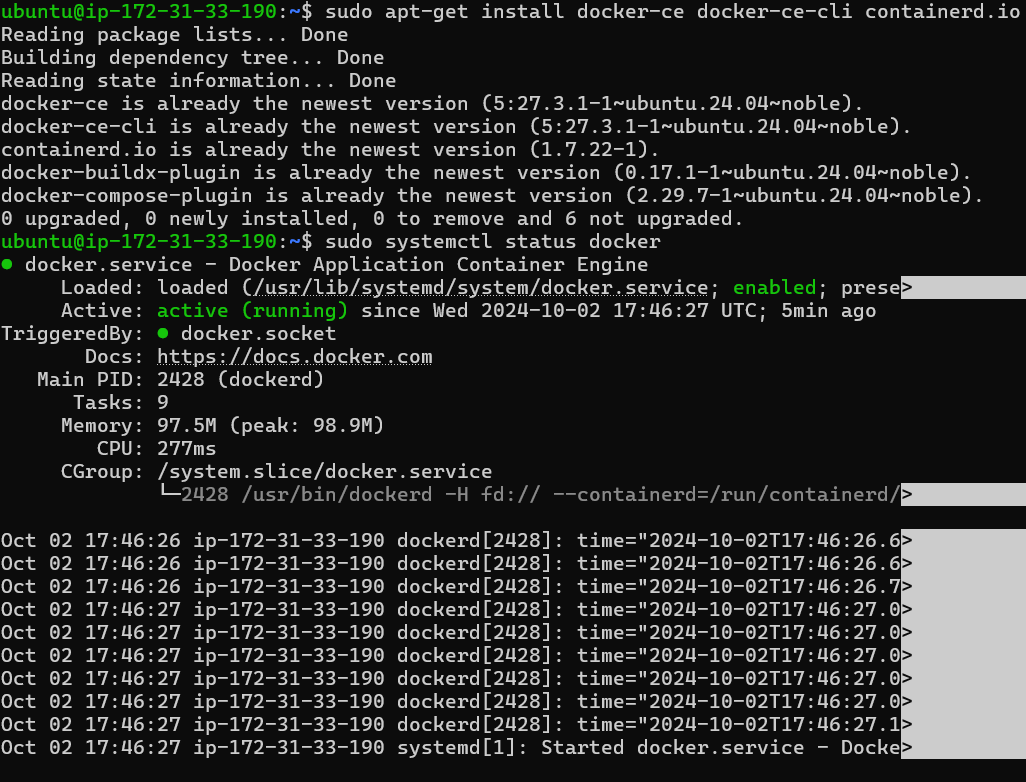 ubuntu@ip-172-31-33-190:~$ sudo apt-get install docker-ce docker-ce-cli containerd.io
Reading package lists... Done
Building dependency tree... Done
Reading state information... Done
docker-ce is already the newest version (5:27.3.1-1~ubuntu.24.04~noble).
docker-ce-cli is already the newest version (5:27.3.1-1~ubuntu.24.04~noble).
containerd.io is already the newest version (1.7.22-1).
docker-buildx-plugin is already the newest version (0.17.1-1~ubuntu.24.04~noble).
docker-compose-plugin is already the newest version (2.29.7-1~ubuntu.24.04~noble).
0 upgraded, 0 newly installed, 0 to remove and 6 not upgraded.
ubuntu@ip-172-31-33-190:~$ sudo systemctl status docker
● docker.service - Docker Application Container Engine
     Loaded: loaded (/usr/lib/systemd/system/docker.service; enabled; prese>
     Active: active (running) since Wed 2024-10-02 17:46:27 UTC; 5min ago
TriggeredBy: ● docker.socket
       Docs: https://docs.docker.com
   Main PID: 2428 (dockerd)
      Tasks: 9
     Memory: 97.5M (peak: 98.9M)
        CPU: 277ms
     CGroup: /system.slice/docker.service
             └─2428 /usr/bin/dockerd -H fd:// --containerd=/run/containerd/>
Oct 02 17:46:26 ip-172-31-33-190 dockerd[2428]: time="2024-10-02T17:46:26.6>
Oct 02 17:46:26 ip-172-31-33-190 dockerd[2428]: time="2024-10-02T17:46:26.6>
Oct 02 17:46:26 ip-172-31-33-190 dockerd[2428]: time="2024-10-02T17:46:26.7>
Oct 02 17:46:27 ip-172-31-33-190 dockerd[2428]: time="2024-10-02T17:46:27.0>
Oct 02 17:46:27 ip-172-31-33-190 dockerd[2428]: time="2024-10-02T17:46:27.0>
Oct 02 17:46:27 ip-172-31-33-190 dockerd[2428]: time="2024-10-02T17:46:27.0>
Oct 02 17:46:27 ip-172-31-33-190 dockerd[2428]: time="2024-10-02T17:46:27.0>
Oct 02 17:46:27 ip-172-31-33-190 dockerd[2428]: time="2024-10-02T17:46:27.0>
Oct 02 17:46:27 ip-172-31-33-190 dockerd[2428]: time="2024-10-02T17:46:27.1>
Oct 02 17:46:27 ip-172-31-33-190 systemd[1]: Started docker.service - Docke>